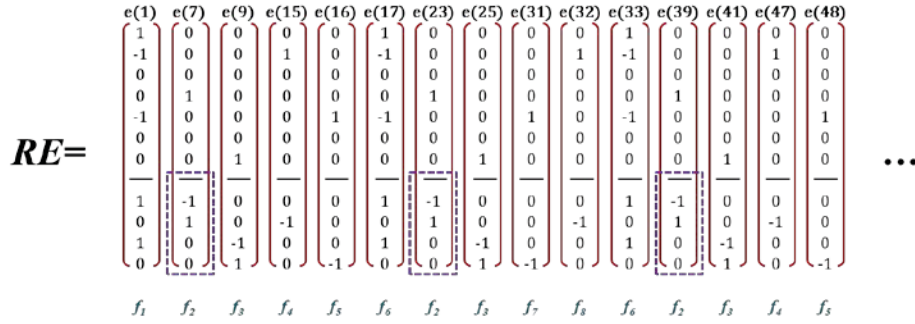 e(1) e(7) e(9) e(15) e(16) e(17) e(23) e(25) e(31) e(32) e(33) e(39) e(41) e(47) e(48)
1 0 0 0 0 1 0 0 0 0 1 0 0 0 0
-1 0 0 1 0 -1 0 0 0 1 -1 0 0 1 0
0 0 0 0 0 0 0 0 0 0 0 0 0 0 0
0 1 0 0 0 0 1 0 0 0 0 1 0 0 0
-1 0 0 0 1 -1 0 0 1 0 -1 0 0 0 1
RE= ...
0 0 0 0 0 0 0 0 0 0 0 0 0 0 0
0 0 1 0 0 0 0 1 0 0 0 0 1 0 0
1 -1 0 0 0 1 -1 0 0 0 1 -1 0 0 0
0 1 0 -1 0 0 1 0 0 -1 0 1 0 -1 0
1 0 -1 0 0 1 0 -1 0 0 1 0 -1 0 0
0 0 1 0 -1 0 0 1 -1 0 0 0 1 0 -1
f₁ f₂ f₃ f₄ f₅ f₆ f₂ f₃ f₇ f₈ f₆ f₂ f₃ f₄ f₅